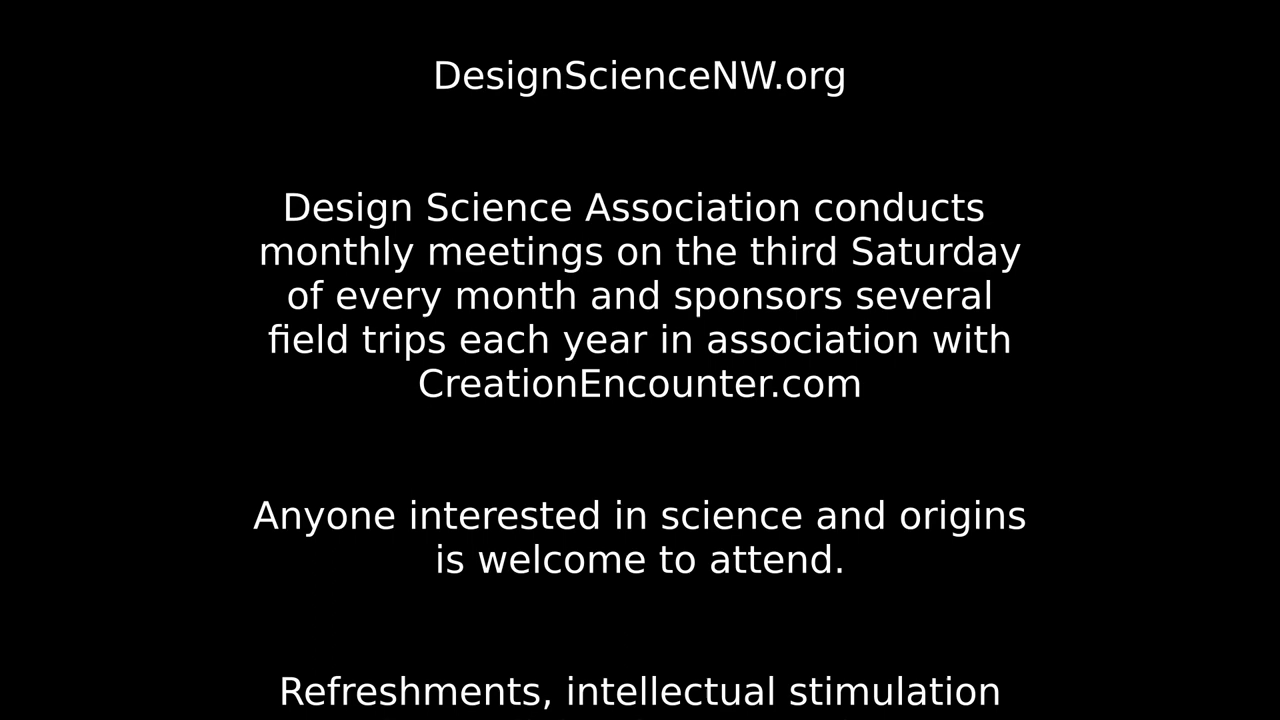 DesignScienceNW.org
Design Science Association conducts
monthly meetings on the third Saturday
of every month and sponsors several
field trips each year in association with
CreationEncounter.com
Anyone interested in science and origins
is welcome to attend.
Refreshments, intellectual stimulation